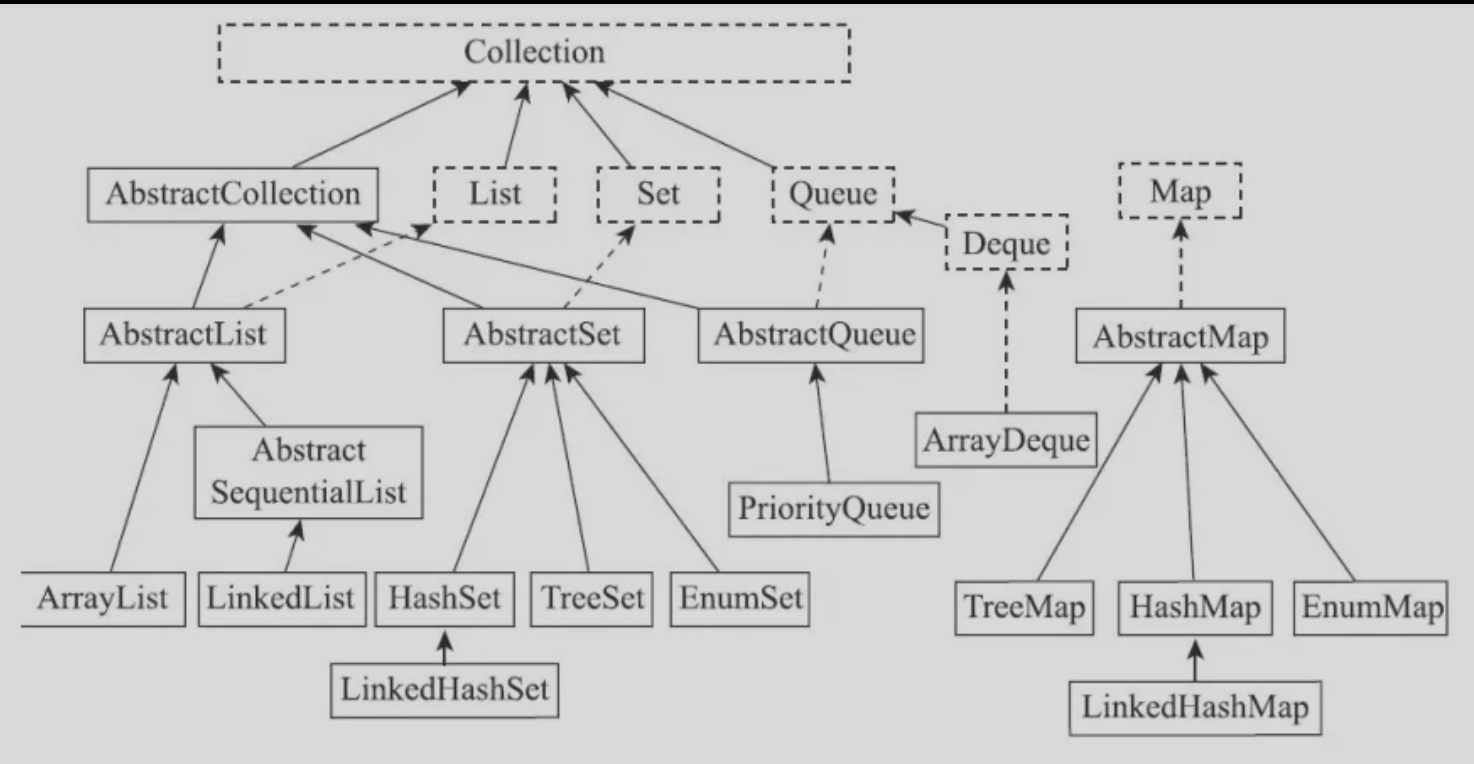 Collection
AbstractCollection
List
Set
Queue
Map
Deque
AbstractList
AbstractSet
AbstractQueue
AbstractMap
ArrayDeque
Abstract
SequentialList
PriorityQueue
ArrayList
LinkedList
HashSet
TreeSet
EnumSet
TreeMap
HashMap
EnumMap
LinkedHashSet
LinkedHashMap